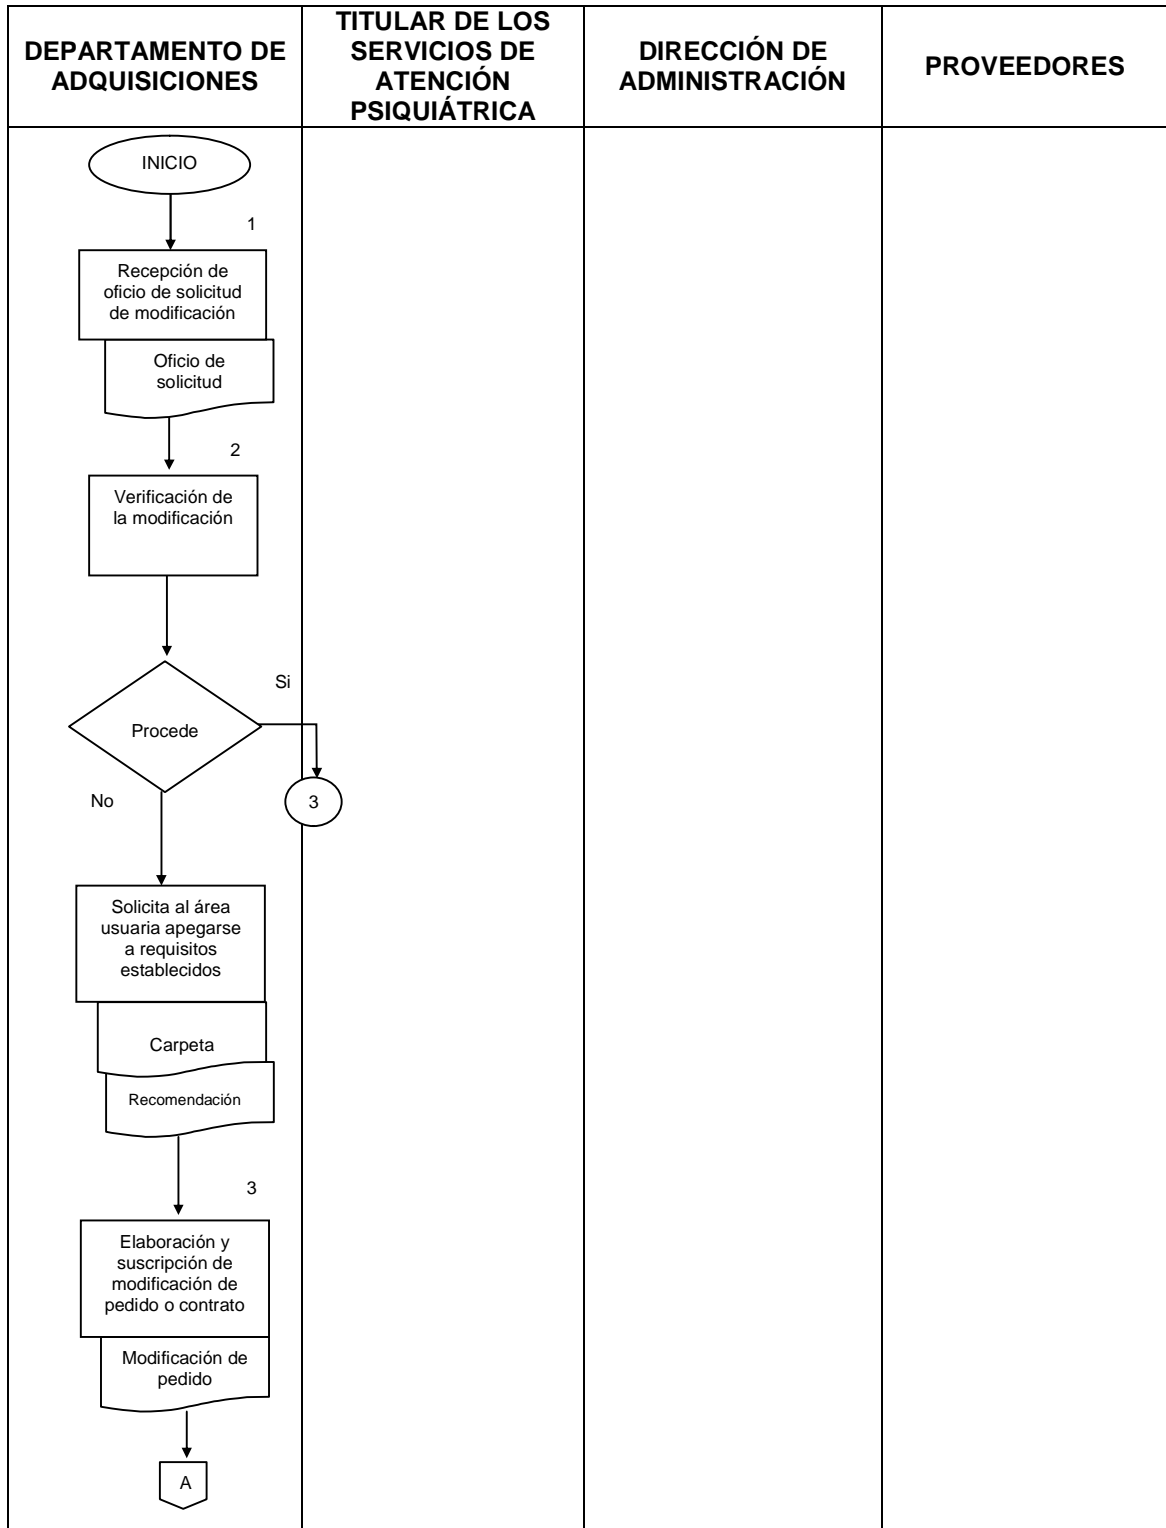 DEPARTAMENTO DE
ADQUISICIONES
TITULAR DE LOS
SERVICIOS DE
ATENCIÓN
PSIQUIÁTRICA
DIRECCIÓN DE
ADMINISTRACIÓN
PROVEEDORES
INICIO
1
Recepción de
oficio de solicitud
de modificación
Oficio de
solicitud
2
Verificación de
la modificación
Si
Procede
No
3
Solicita al área
usuaria apegarse
a requisitos
establecidos
Carpeta
Recomendación
3
Elaboración y
suscripción de
modificación de
pedido o contrato
Modificación de
pedido
A